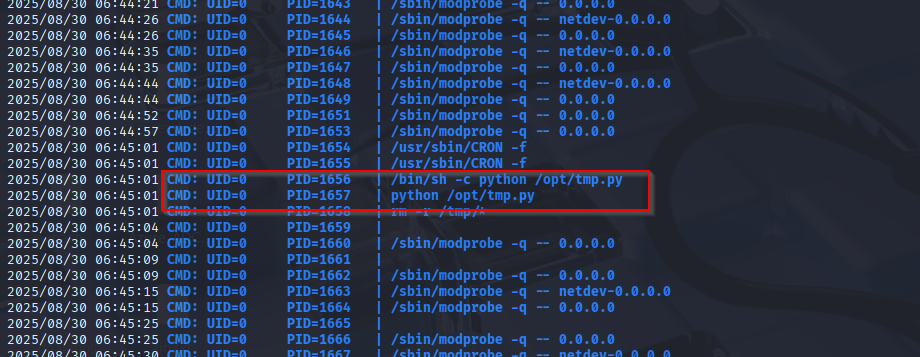 2025/08/30 06:44:21 CMD: UID=0 PID=1643 | /sbin/modprobe -q -- 0.0.0.0
2025/08/30 06:44:26 CMD: UID=0 PID=1644 | /sbin/modprobe -q -- netdev-0.0.0.0
2025/08/30 06:44:26 CMD: UID=0 PID=1645 | /sbin/modprobe -q -- 0.0.0.0
2025/08/30 06:44:35 CMD: UID=0 PID=1646 | /sbin/modprobe -q -- netdev-0.0.0.0
2025/08/30 06:44:35 CMD: UID=0 PID=1647 | /sbin/modprobe -q -- 0.0.0.0
2025/08/30 06:44:44 CMD: UID=0 PID=1648 | /sbin/modprobe -q -- netdev-0.0.0.0
2025/08/30 06:44:44 CMD: UID=0 PID=1649 | /sbin/modprobe -q -- 0.0.0.0
2025/08/30 06:44:52 CMD: UID=0 PID=1651 | /sbin/modprobe -q -- 0.0.0.0
2025/08/30 06:44:57 CMD: UID=0 PID=1653 | /sbin/modprobe -q -- 0.0.0.0
2025/08/30 06:45:01 CMD: UID=0 PID=1654 | /usr/sbin/CRON -f
2025/08/30 06:45:01 CMD: UID=0 PID=1655 | /usr/sbin/CRON -f
2025/08/30 06:45:01 CMD: UID=0 PID=1656 | /bin/sh -c python /opt/tmp.py
2025/08/30 06:45:01 CMD: UID=0 PID=1657 | python /opt/tmp.py
2025/08/30 06:45:01 CMD: UID=0 PID=1658 | rm -r /tmp/*
2025/08/30 06:45:04 CMD: UID=0 PID=1659 |
2025/08/30 06:45:04 CMD: UID=0 PID=1660 | /sbin/modprobe -q -- 0.0.0.0
2025/08/30 06:45:09 CMD: UID=0 PID=1661 |
2025/08/30 06:45:09 CMD: UID=0 PID=1662 | /sbin/modprobe -q -- 0.0.0.0
2025/08/30 06:45:15 CMD: UID=0 PID=1663 | /sbin/modprobe -q -- netdev-0.0.0.0
2025/08/30 06:45:15 CMD: UID=0 PID=1664 | /sbin/modprobe -q -- 0.0.0.0
2025/08/30 06:45:25 CMD: UID=0 PID=1665 |
2025/08/30 06:45:25 CMD: UID=0 PID=1666 | /sbin/modprobe -q -- 0.0.0.0
2025/08/30 06:45:30 CMD: UID=0 PID=1667 | /sbin/modprobe -q -- netdev-0.0.0.0